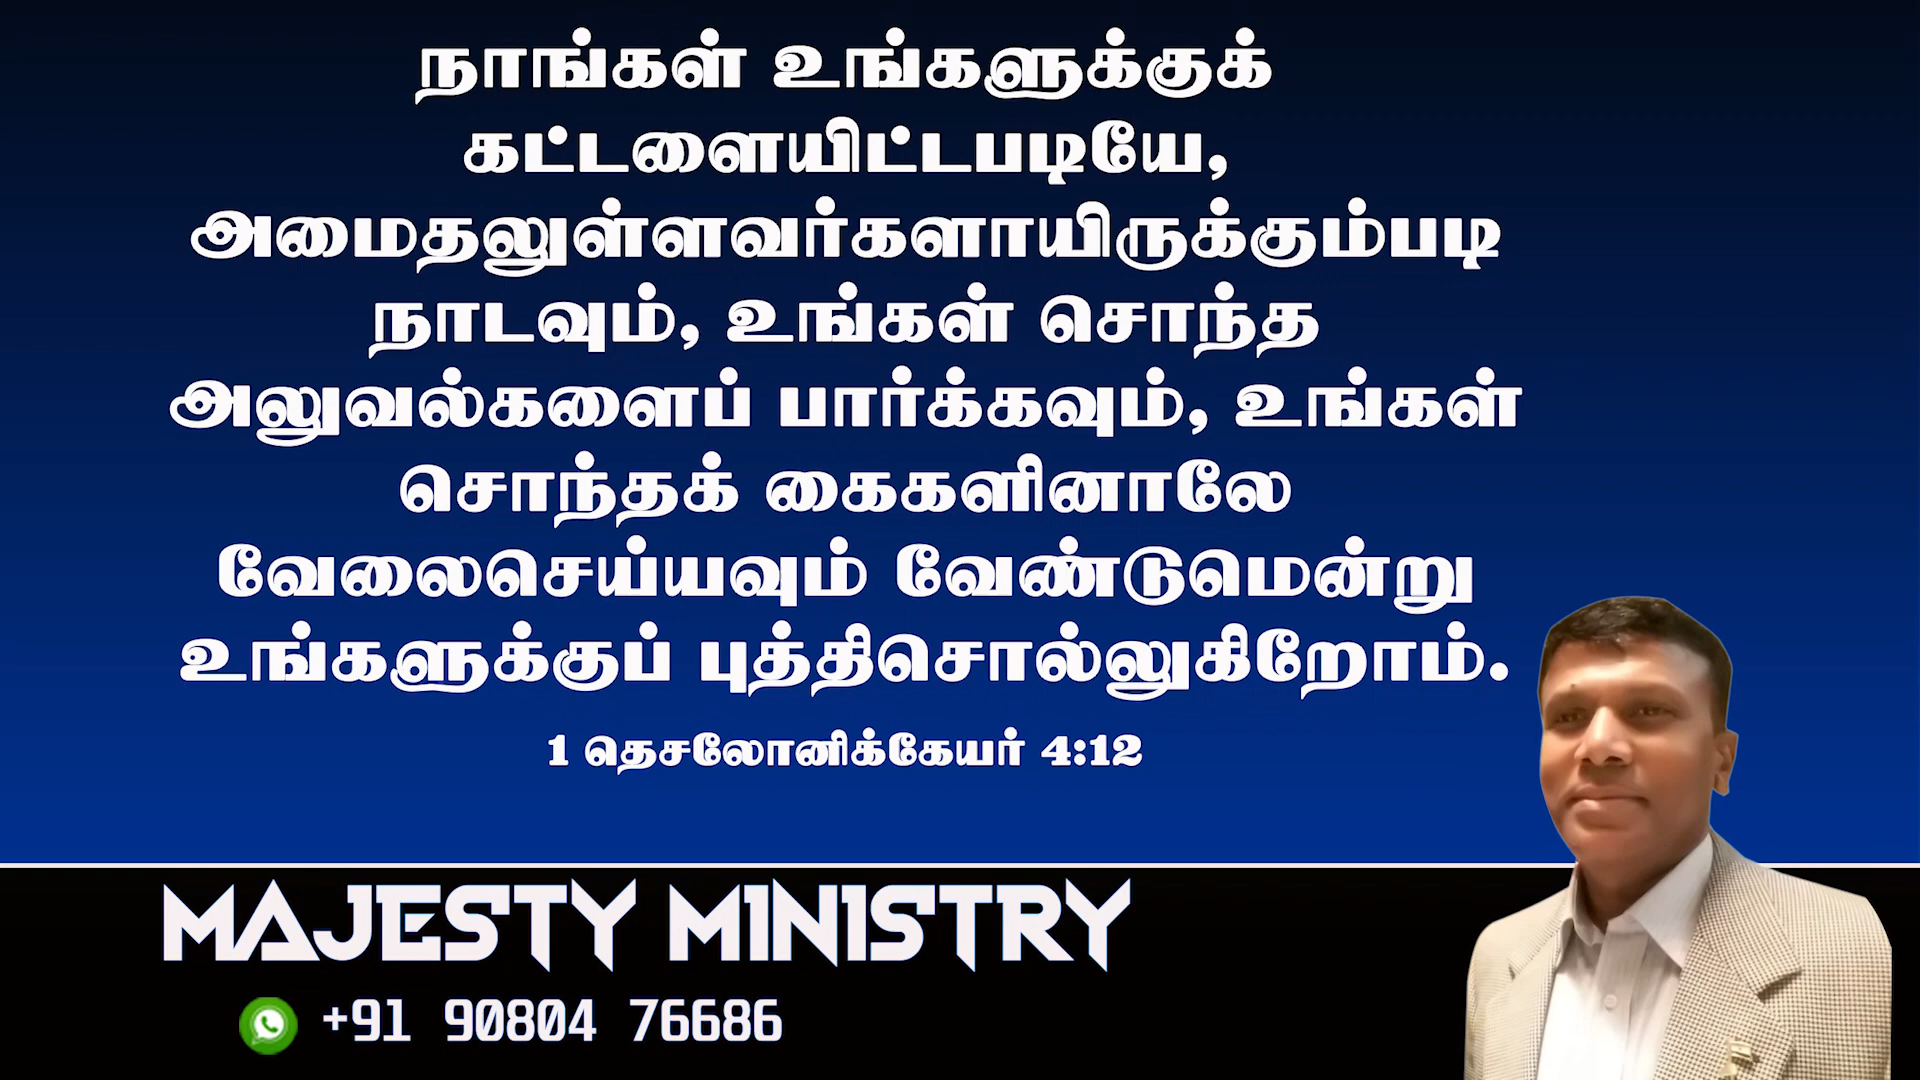 நாங்கள் உங்களுக்குக்
கட்டளையிட்டபடியே,
அமைதலுள்ளவர்களாயிருக்கும்படி
நாடவும், உங்கள் சொந்த
அலுவல்களைப் பார்க்கவும், உங்கள்
சொந்தக் கைகளினாலே
வேலைசெய்யவும் வேண்டுமென்று
உங்களுக்குப் புத்திசொல்லுகிறோம்.
1 தெசலோனிக்கேயர் 4:12
MAJESTY MINISTRY
+91 90804 76686